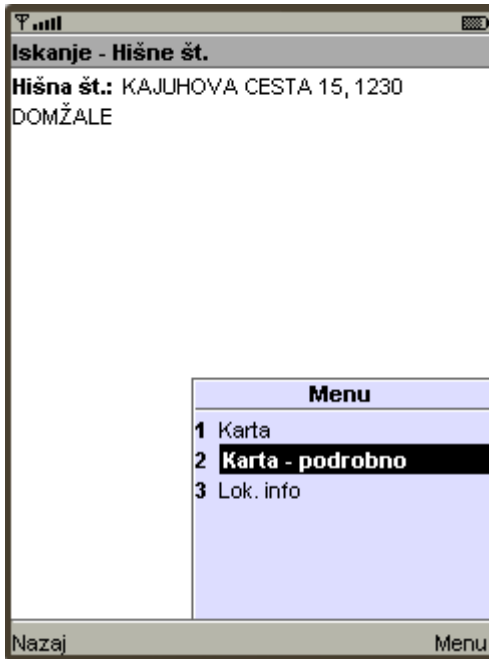 Iskanje - Hišne št.
Hišna št.: KAJUHOVA CESTA 15, 1230
DOMŽALE
Menu
1 Karta
2 Karta - podrobno
3 Lok. info
Nazaj Menu